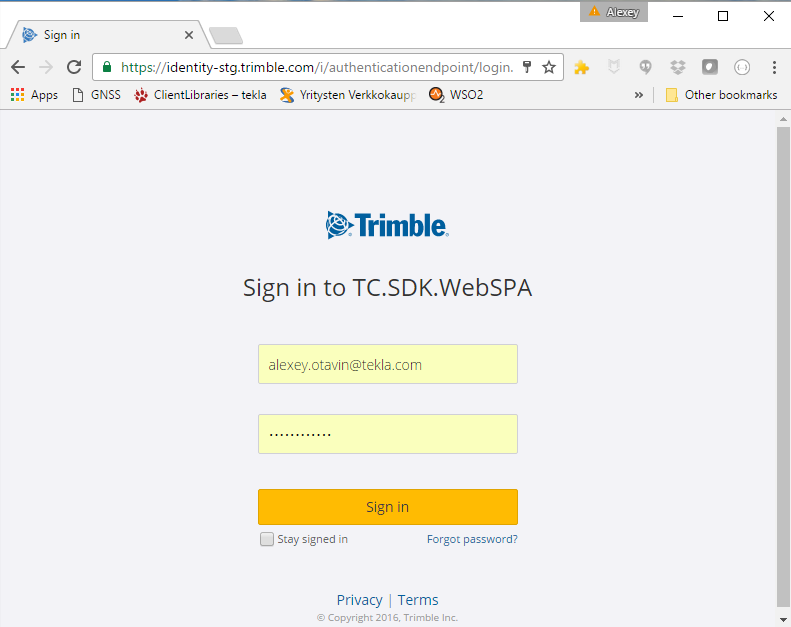 Alexey
Sign in
https://identity-stg.trimble.com/i/authenticationendpoint/login.
Apps GNSS ClientLibraries – tekla Yritysten Verkkokaupp WSO2 » Other bookmarks
Trimble
Sign in to TC.SDK.WebSPA
alexey.otavin@tekla.com
............
Sign in
Stay signed in Forgot password?
Privacy | Terms
© Copyright 2016, Trimble Inc.